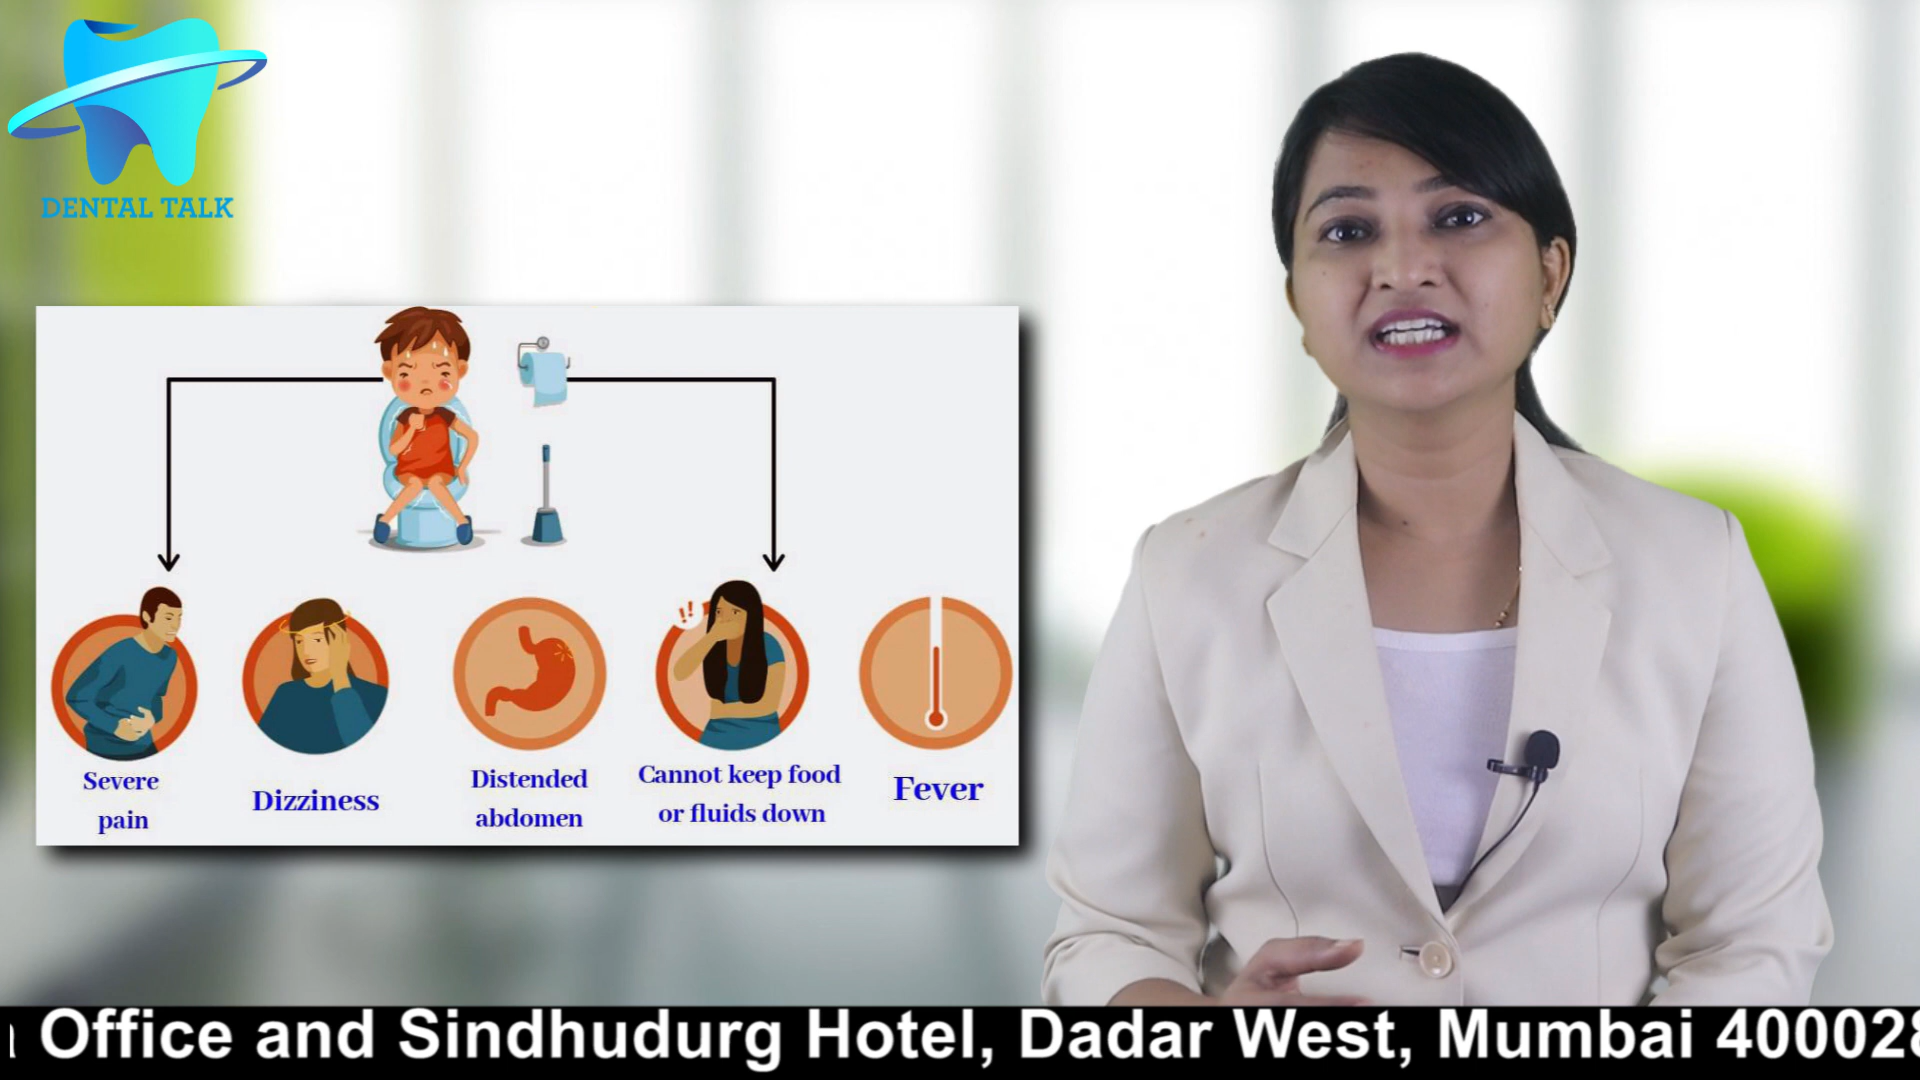 DENTAL TALK
Severe
pain
Dizziness
Distended
abdomen
Cannot keep food
or fluids down
Fever
Office and Sindhudurg Hotel, Dadar West, Mumbai 400028